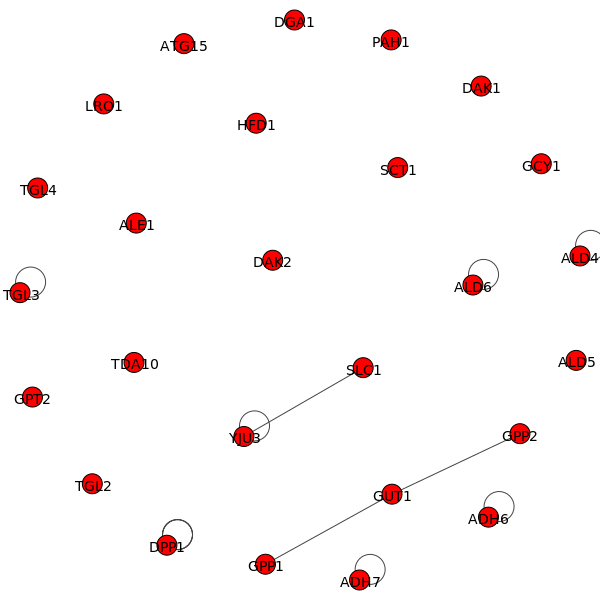 DGA1
ATG15
PAH1
DAK1
LRO1
HFD1
SCT1
GCY1
TGL4
ALF1
DAK2
ALD4
ALD6
TGL3
TDA10
SLC1
ALD5
GPT2
YJU3
GPP2
TGL2
GUT1
ADH6
DPP1
GPP1
ADH7